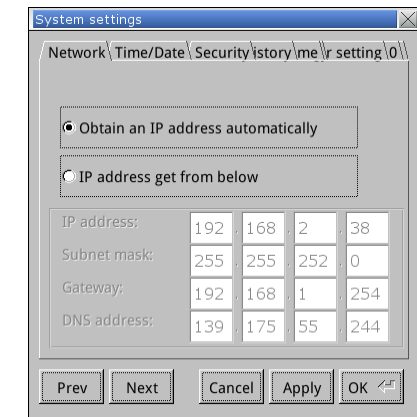 System settings
Network Time/Date Security istory me r setting 0
Obtain an IP address automatically
IP address get from below
IP address: 192 . 168 . 2 . 38
Subnet mask: 255 . 255 . 252 . 0
Gateway: 192 . 168 . 1 . 254
DNS address: 139 . 175 . 55 . 244
Prev Next Cancel Apply OK